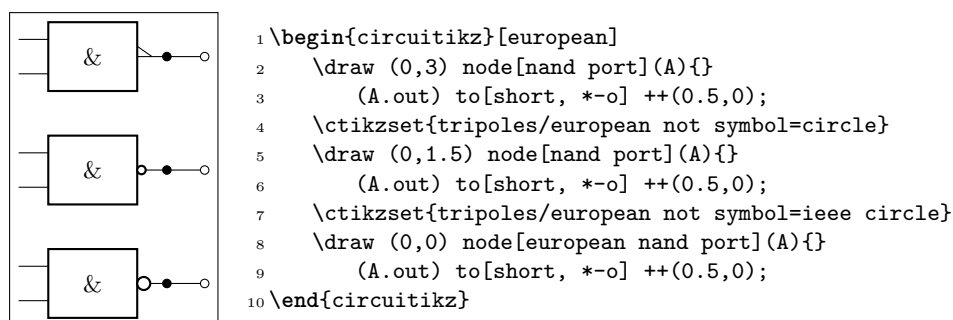 &
&
&
1 \begin{circuitikz}[european]
2 \draw (0,3) node[nand port](A){}
3 (A.out) to[short, *-o] ++(0.5,0);
4 \ctikzset{tripoles/european not symbol=circle}
5 \draw (0,1.5) node[nand port](A){}
6 (A.out) to[short, *-o] ++(0.5,0);
7 \ctikzset{tripoles/european not symbol=ieee circle}
8 \draw (0,0) node[european nand port](A){}
9 (A.out) to[short, *-o] ++(0.5,0);
10 \end{circuitikz}